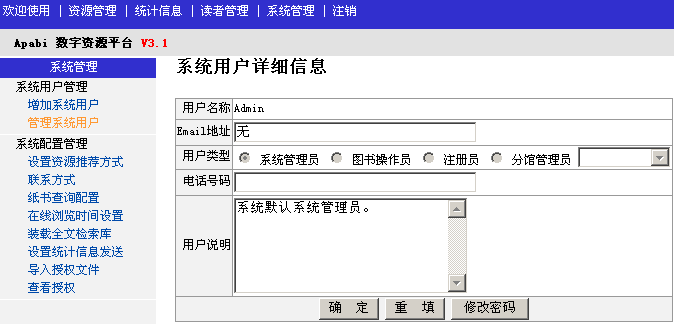 欢迎使用 | 资源管理 | 统计信息 | 读者管理 | 系统管理 | 注销
Apabi 数字资源平台 V3.1
系统管理
系统用户管理
增加系统用户
管理系统用户
系统配置管理
设置资源推荐方式
联系方式
纸书查询配置
在线浏览时间设置
装载全文检索库
设置统计信息发送
导入授权文件
查看授权
系统用户详细信息
用户名称 Admin
Email地址 无
用户类型 系统管理员 图书操作员 注册员 分馆管理员
电话号码
用户说明 系统默认系统管理员。
确 定 重 填 修改密码